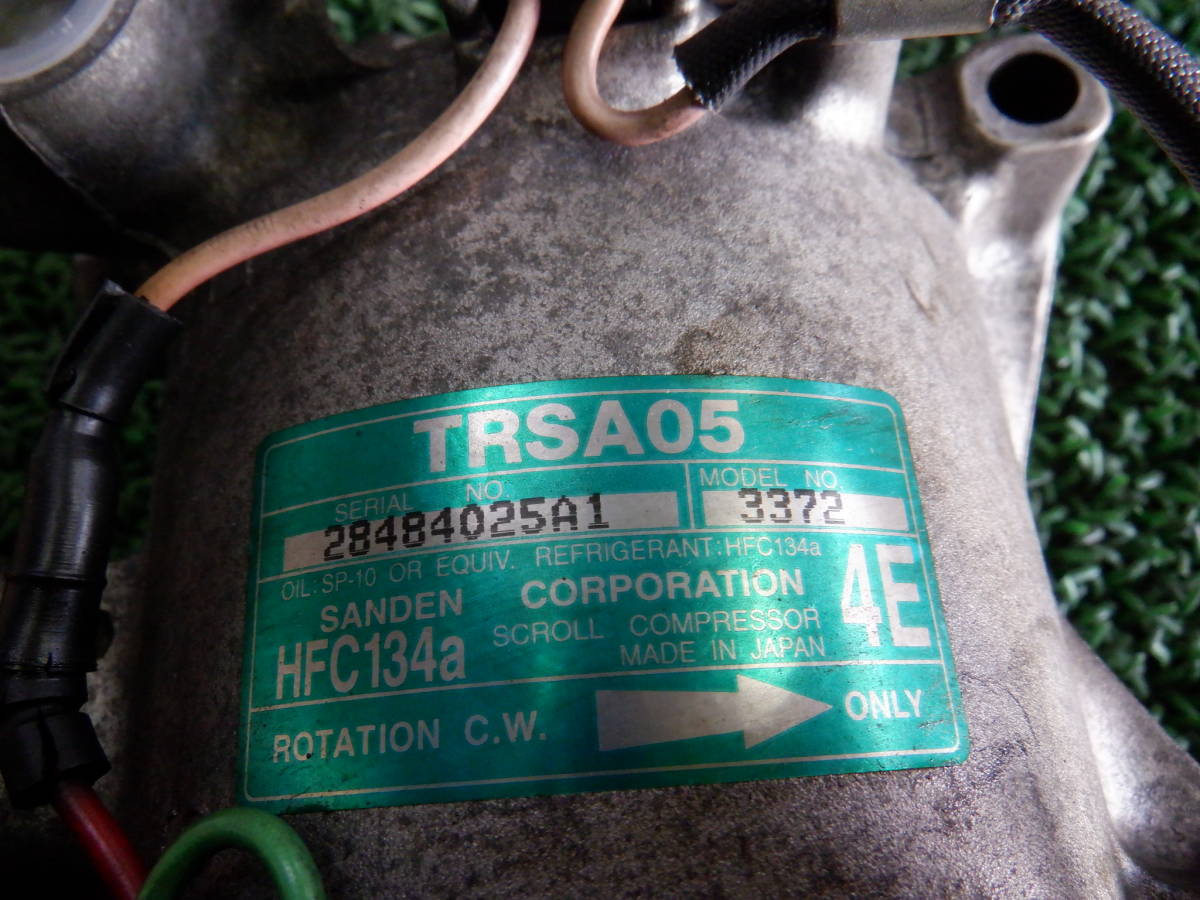 TRSA05
SERIAL NO.
28484025A1
MODEL NO.
3372
OIL: SP-10 OR EQUIV. REFRIGERANT: HFC134a
SANDEN CORPORATION
4E
HFC134a SCROLL COMPRESSOR
MADE IN JAPAN
ROTATION C.W. ONLY